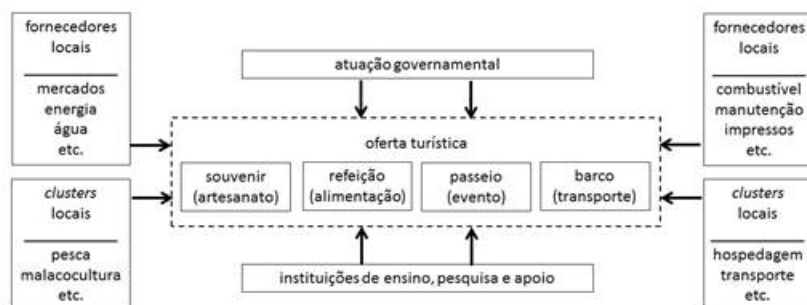 fornecedores
locais
mercados
energia
água
etc.
clusters
locais
pesca
malacocultura
etc.
atuação governamental
oferta turística
souvenir
(artesanato)
refeição
(alimentação)
passeio
(evento)
barco
(transporte)
instituições de ensino, pesquisa e apoio
fornecedores
locais
combustível
manutenção
impressos
etc.
clusters
locais
hospedagem
transporte
etc.